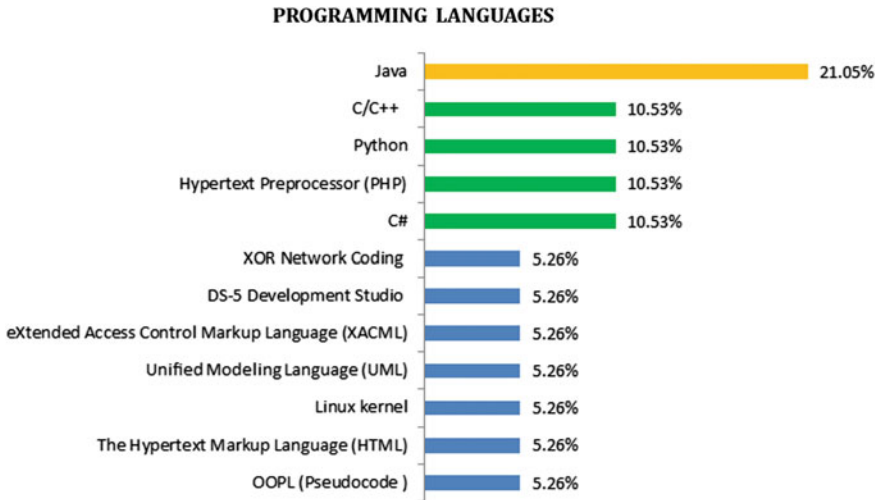 PROGRAMMING LANGUAGES
Java 21.05%
C/C++ 10.53%
Python 10.53%
Hypertext Preprocessor (PHP) 10.53%
C# 10.53%
XOR Network Coding 5.26%
DS-5 Development Studio 5.26%
eXtended Access Control Markup Language (XACML) 5.26%
Unified Modeling Language (UML) 5.26%
Linux kernel 5.26%
The Hypertext Markup Language (HTML) 5.26%
OOPL (Pseudocode ) 5.26%